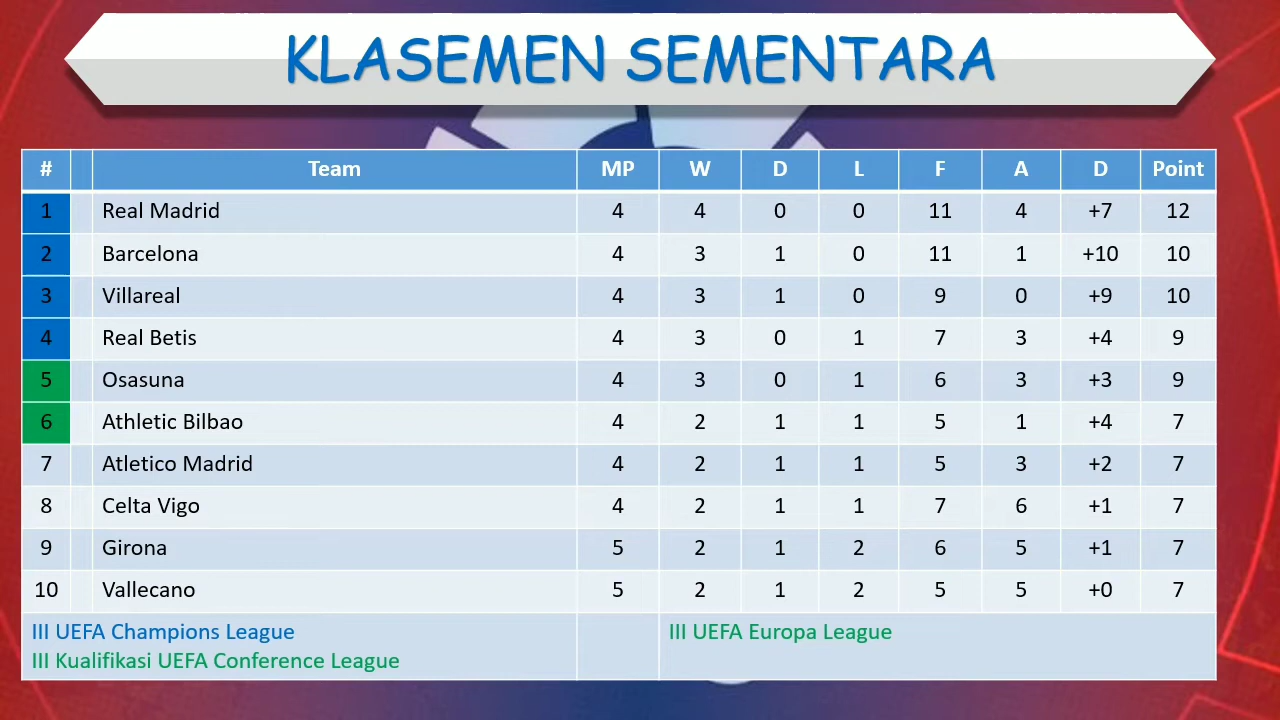 KLASEMEN SEMENTARA
# Team MP W D L F A D Point
1 Real Madrid 4 4 0 0 11 4 +7 12
2 Barcelona 4 3 1 0 11 1 +10 10
3 Villareal 4 3 1 0 9 0 +9 10
4 Real Betis 4 3 0 1 7 3 +4 9
5 Osasuna 4 3 0 1 6 3 +3 9
6 Athletic Bilbao 4 2 1 1 5 1 +4 7
7 Atletico Madrid 4 2 1 1 5 3 +2 7
8 Celta Vigo 4 2 1 1 7 6 +1 7
9 Girona 5 2 1 2 6 5 +1 7
10 Vallecano 5 2 1 2 5 5 +0 7
III UEFA Champions League III UEFA Europa League
III Kualifikasi UEFA Conference League